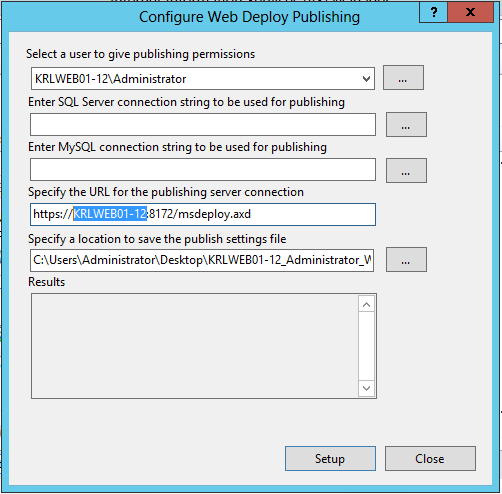 Configure Web Deploy Publishing
? x
Select a user to give publishing permissions
KRLWEB01-12\Administrator
...
Enter SQL Server connection string to be used for publishing
...
Enter MySQL connection string to be used for publishing
...
Specify the URL for the publishing server connection
https://KRLWEB01-12:8172/msdeploy.axd
Specify a location to save the publish settings file
C:\Users\Administrator\Desktop\KRLWEB01-12_Administrator_W
...
Results
Setup
Close